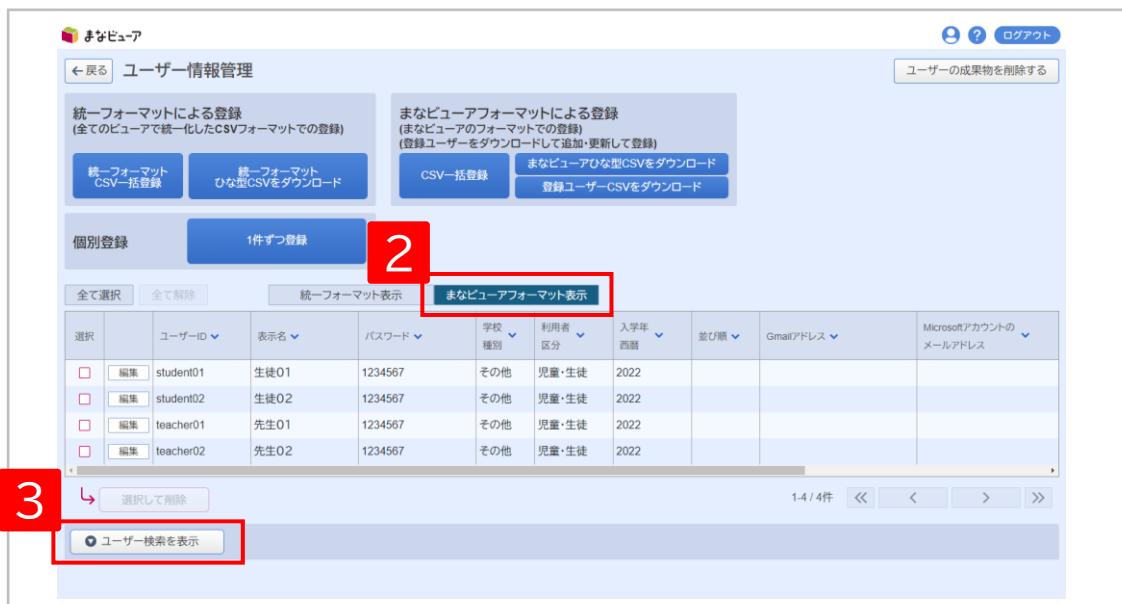 まなビューア
?
ログアウト
←戻る
ユーザー情報管理
ユーザーの成果物を削除する
統一フォーマットによる登録
(全てのビューアで統一化したCSVフォーマットでの登録)
統一フォーマット
CSV一括登録
統一フォーマット
ひな型CSVをダウンロード
まなビューアフォーマットによる登録
(まなビューアのフォーマットでの登録)
(登録ユーザーをダウンロードして追加・更新して登録)
CSV一括登録
まなビューアひな型CSVをダウンロード
登録ユーザーCSVをダウンロード
個別登録
1件ずつ登録
2
全て選択
全て解除
統一フォーマット表示
まなビューアフォーマット表示
選択 ユーザーID 表示名 パスワード 学校種別 利用者区分 入学年西暦 並び順 Gmailアドレス Microsoftアカウントのメールアドレス
編集 student01 生徒01 1234567 その他 児童・生徒 2022
編集 student02 生徒02 1234567 その他 児童・生徒 2022
編集 teacher01 先生01 1234567 その他 児童・生徒 2022
編集 teacher02 先生02 1234567 その他 児童・生徒 2022
3
選択して削除
1-4 / 4件
ユーザー検索を表示